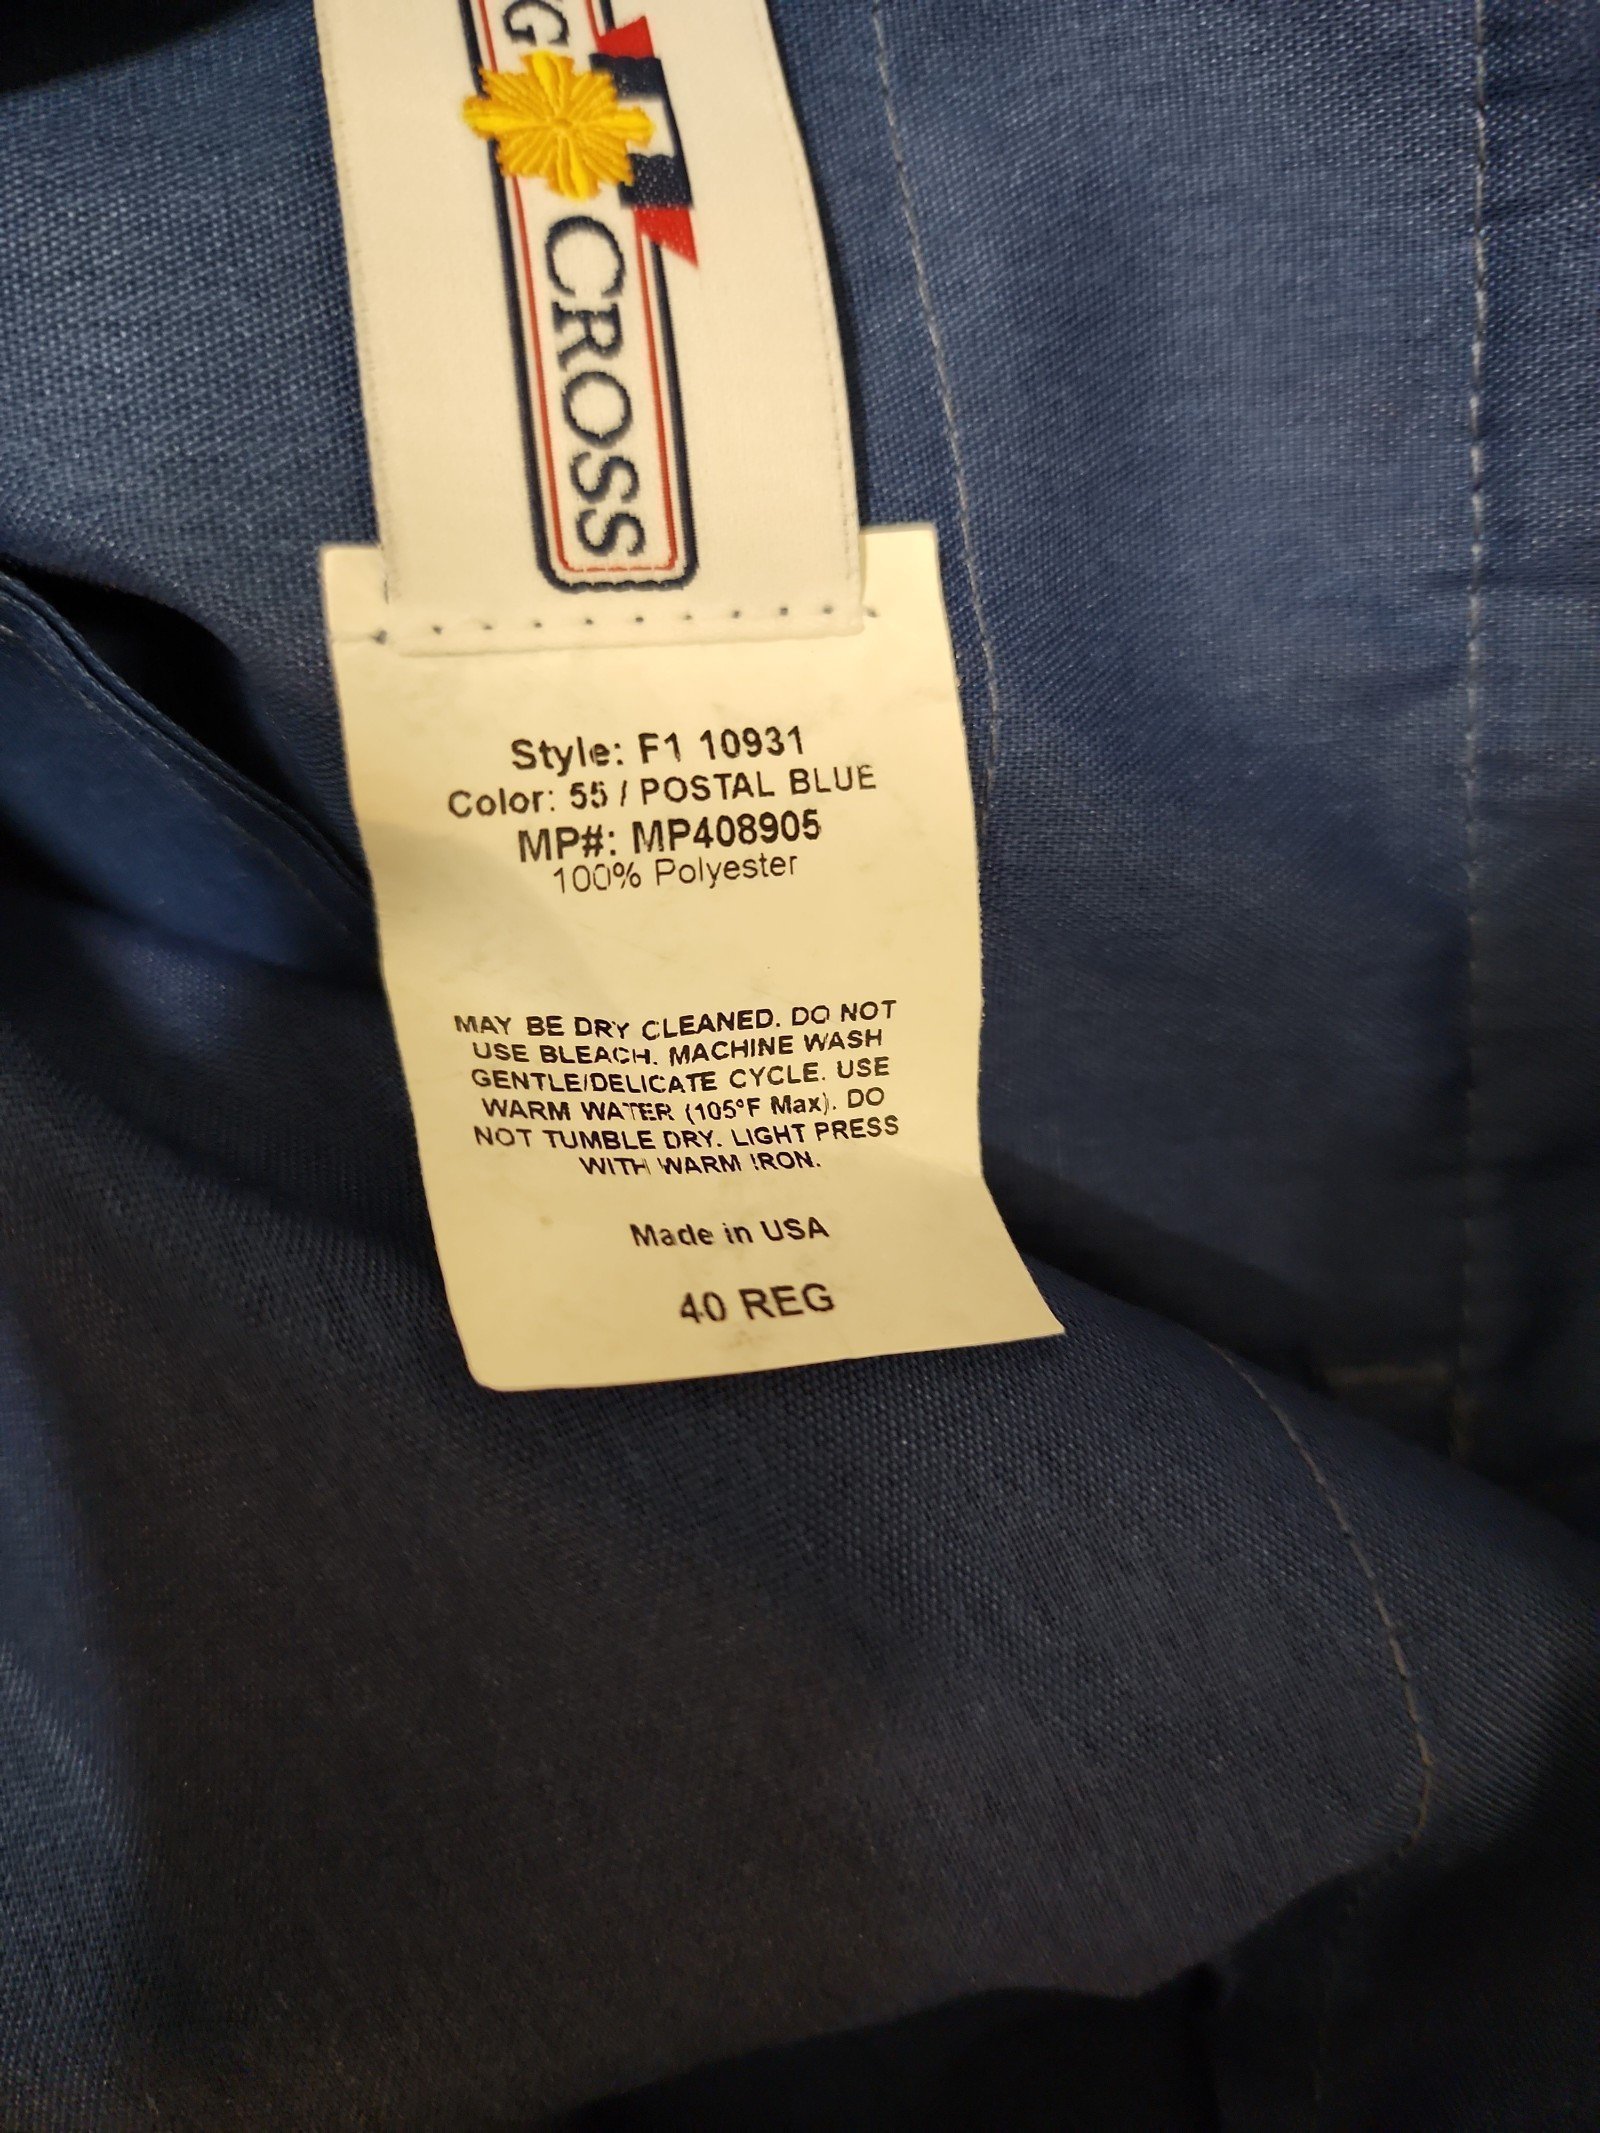 G CROSS
Style: F1 10931
Color: 55 / POSTAL BLUE
MP#: MP408905
100% Polyester
MAY BE DRY CLEANED. DO NOT
USE BLEACH. MACHINE WASH
GENTLE/DELICATE CYCLE. USE
WARM WATER (105°F Max). DO
NOT TUMBLE DRY. LIGHT PRESS
WITH WARM IRON.
Made in USA
40 REG